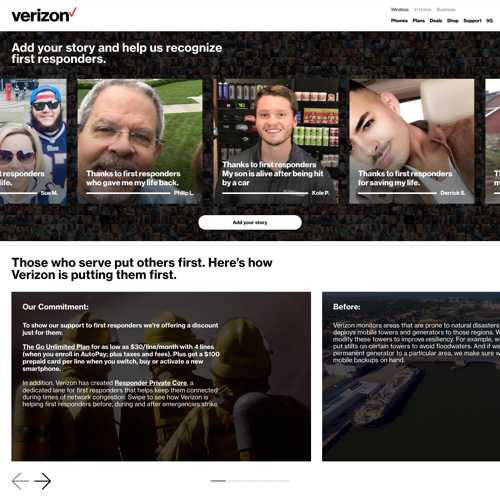 verizon✓
Wireless In-Home Business
Phones Plans Deals Shop Support 5G
Add your story and help us recognize
first responders.
t responders
life.
Sue M.
Thanks to first responders
who gave me my life back.
Philip L.
Thanks to first responders
My son is alive after being hit
by a car
Kole P.
Thanks to first responders
for saving my life.
Derrick S.
Add your story
Those who serve put others first. Here's how
Verizon is putting them first.
Our Commitment:
To show our support to first responders we're offering a discount
just for them:
The Go Unlimited Plan for as low as $30/line/month with 4 lines
(when you enroll in AutoPay; plus taxes and fees). Plus get a $100
prepaid card per line when you switch, buy or activate a new
smartphone.
In addition, Verizon has created Responder Private Core, a
dedicated lane for first responders that helps keep them connected
during times of network congestion. Swipe to see how Verizon is
helping first responders before, during and after emergencies strike.
Before:
Verizon monitors areas that are prone to natural disasters
deploys mobile towers and generators to those regions. W
modify these towers to improve resiliency. For example, w
put stilts on certain towers to avoid floodwaters. And if we
permanent generator to a particular area, we make sure w
mobile backups on hand.